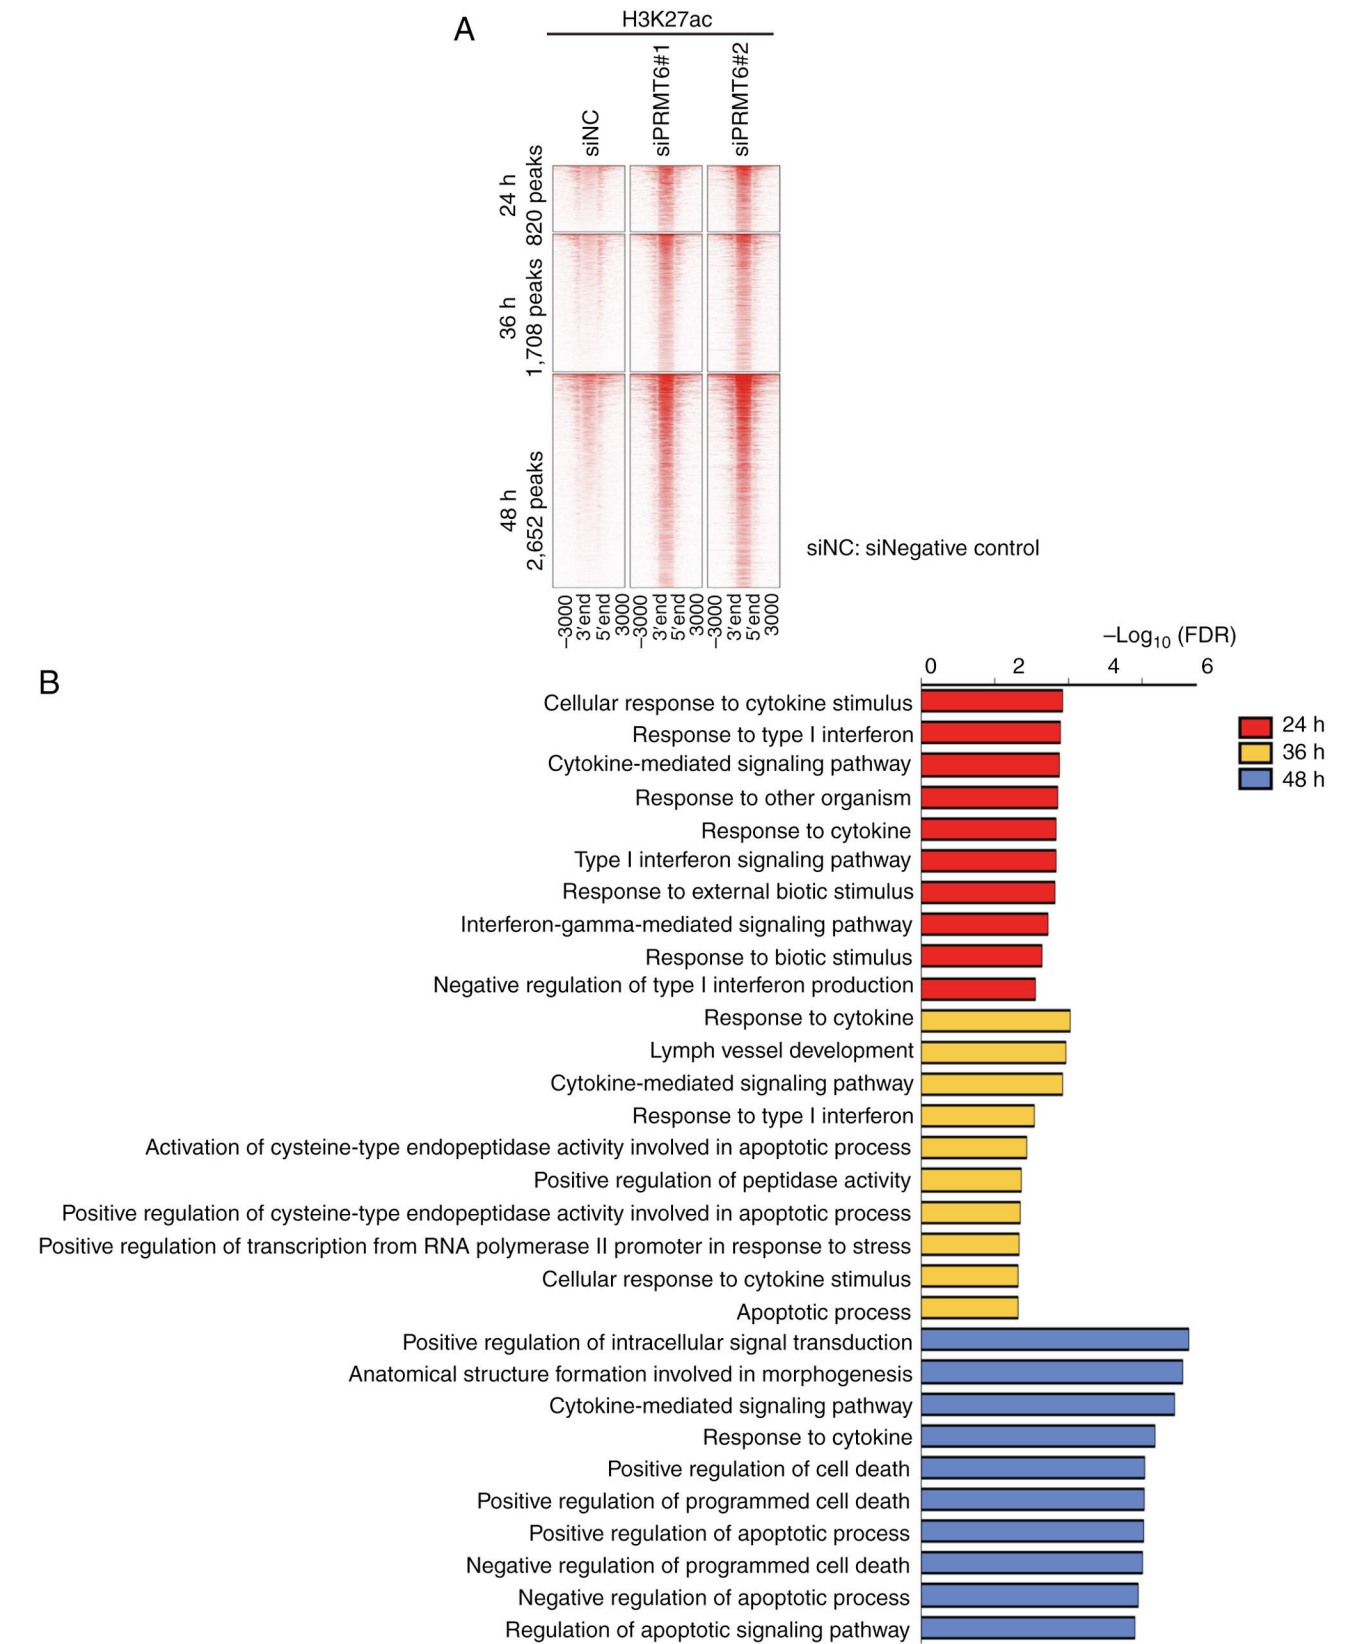 A
H3K27ac
siNC
siPRMT6#1
siPRMT6#2
24 h
820 peaks
36 h
1,708 peaks
48 h
2,652 peaks
siNC: siNegative control
–3000
3′end
5′end
3000
–3000
3′end
5′end
3000
–3000
3′end
5′end
3000
B
–Log10 (FDR)
0 2 4 6
24 h
36 h
48 h
Cellular response to cytokine stimulus
Response to type I interferon
Cytokine-mediated signaling pathway
Response to other organism
Response to cytokine
Type I interferon signaling pathway
Response to external biotic stimulus
Interferon-gamma-mediated signaling pathway
Response to biotic stimulus
Negative regulation of type I interferon production
Response to cytokine
Lymph vessel development
Cytokine-mediated signaling pathway
Response to type I interferon
Activation of cysteine-type endopeptidase activity involved in apoptotic process
Positive regulation of peptidase activity
Positive regulation of cysteine-type endopeptidase activity involved in apoptotic process
Positive regulation of transcription from RNA polymerase II promoter in response to stress
Cellular response to cytokine stimulus
Apoptotic process
Positive regulation of intracellular signal transduction
Anatomical structure formation involved in morphogenesis
Cytokine-mediated signaling pathway
Response to cytokine
Positive regulation of cell death
Positive regulation of programmed cell death
Positive regulation of apoptotic process
Negative regulation of programmed cell death
Negative regulation of apoptotic process
Regulation of apoptotic signaling pathway